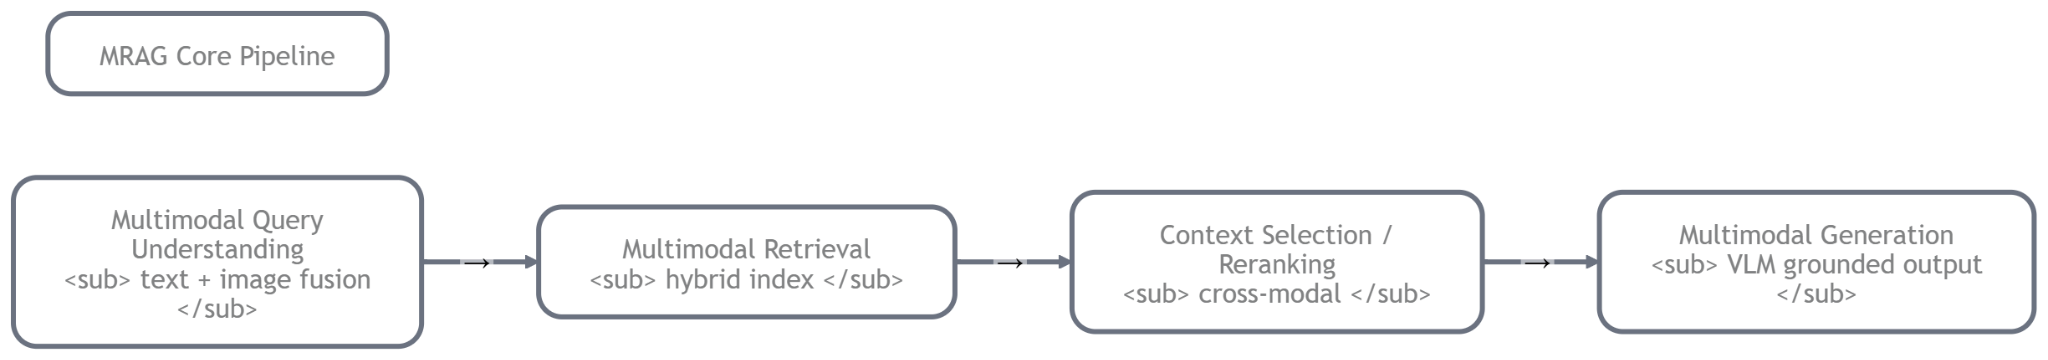 MRAG Core Pipeline
Multimodal Query
Understanding
<sub> text + image fusion
</sub>
→
Multimodal Retrieval
<sub> hybrid index </sub>
→
Context Selection /
Reranking
<sub> cross-modal </sub>
→
Multimodal Generation
<sub> VLM grounded output
</sub>